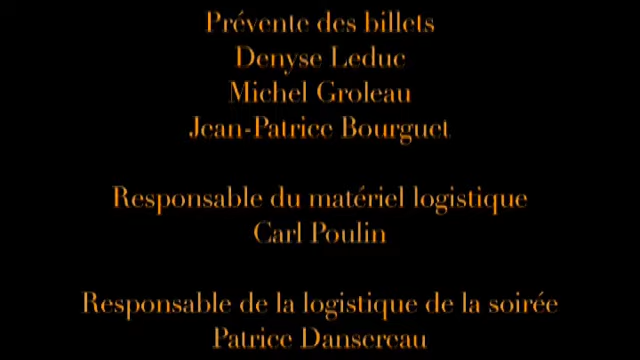 Prévente des billets
Denyse Leduc
Michel Groleau
Jean-Patrice Bourguet
Responsable du matériel logistique
Carl Poulin
Responsable de la logistique de la soirée
Patrice Dansereau